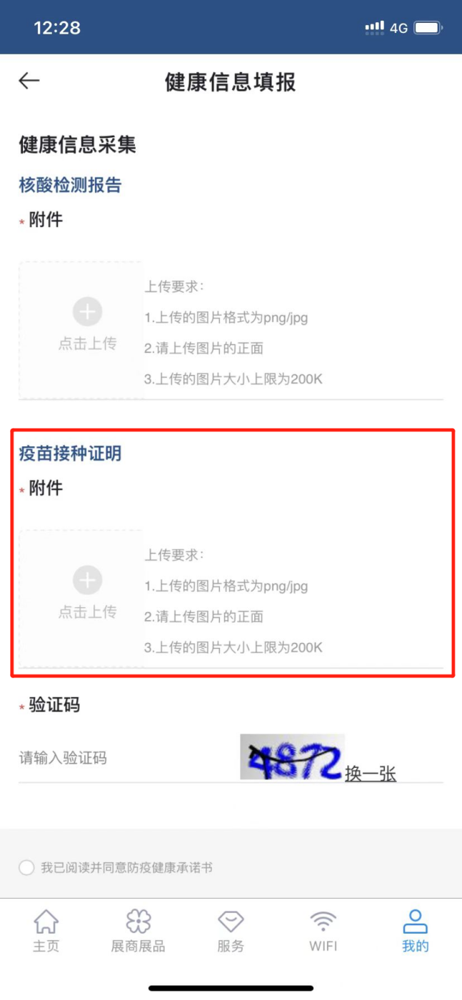 12:28
4G
健康信息填报
健康信息采集
核酸检测报告
* 附件
上传要求:
1.上传的图片格式为png/jpg
点击上传
2.请上传图片的正面
3.上传的图片大小上限为200K
疫苗接种证明
* 附件
上传要求:
1.上传的图片格式为png/jpg
点击上传
2.请上传图片的正面
3.上传的图片大小上限为200K
* 验证码
请输入验证码
4872
换一张
我已阅读并同意防疫健康承诺书
主页 展商展品 服务 WIFI 我的